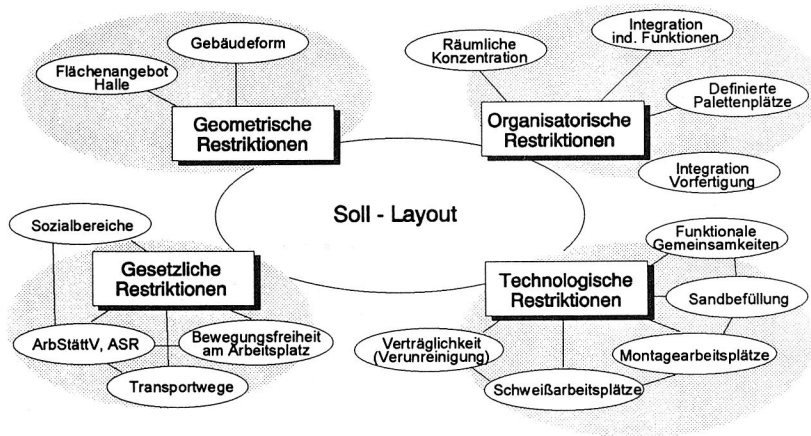 Gebäudeform
Flächenangebot
Halle
Geometrische
Restriktionen
Räumliche
Konzentration
Integration
ind. Funktionen
Definierte
Palettenplätze
Organisatorische
Restriktionen
Integration
Vorfertigung
Soll - Layout
Sozialbereiche
Gesetzliche
Restriktionen
ArbStättV, ASR
Bewegungsfreiheit
am Arbeitsplatz
Transportwege
Funktionale
Gemeinsamkeiten
Technologische
Restriktionen
Sandbefüllung
Verträglichkeit
(Verunreinigung)
Montagearbeitsplätze
Schweißarbeitsplätze